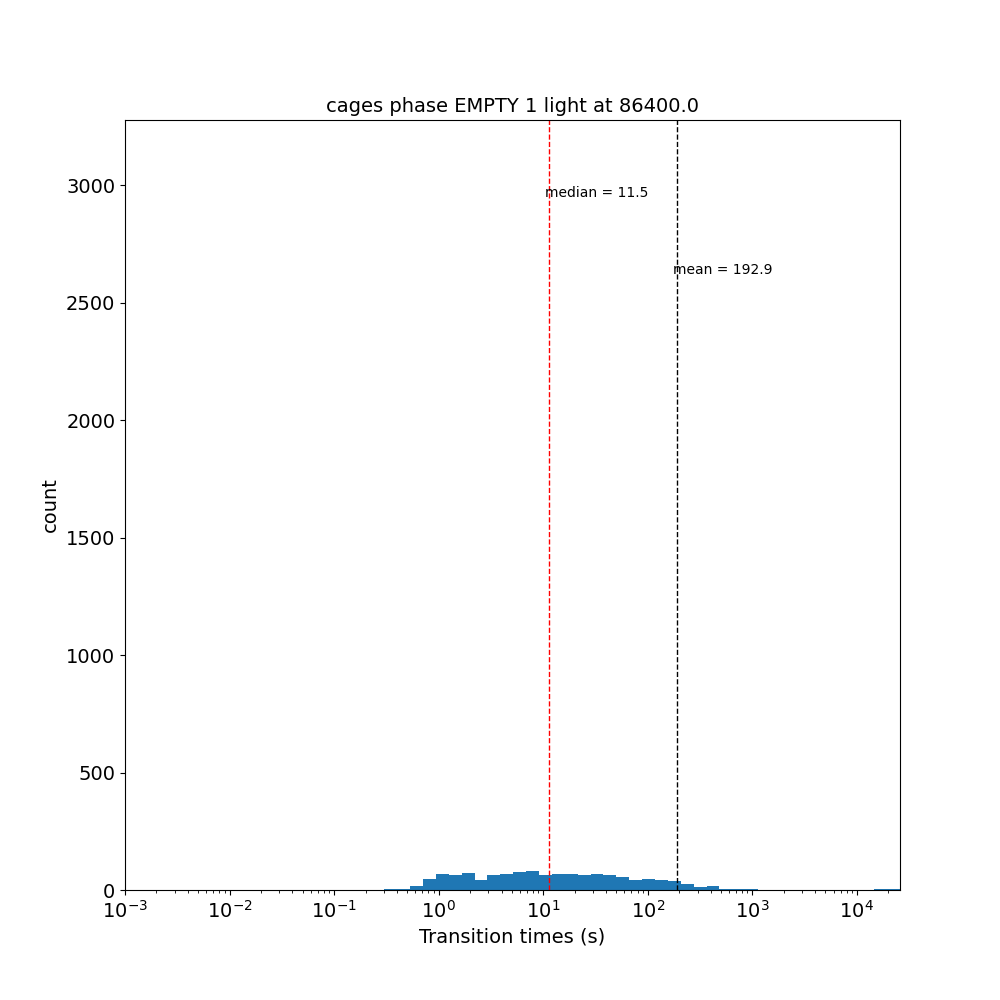 cages phase EMPTY 1 light at 86400.0
3000
median = 11.5
mean = 192.9
2500
2000
count
1500
1000
500
0
10⁻³ 10⁻² 10⁻¹ 10⁰ 10¹ 10² 10³ 10⁴
Transition times (s)